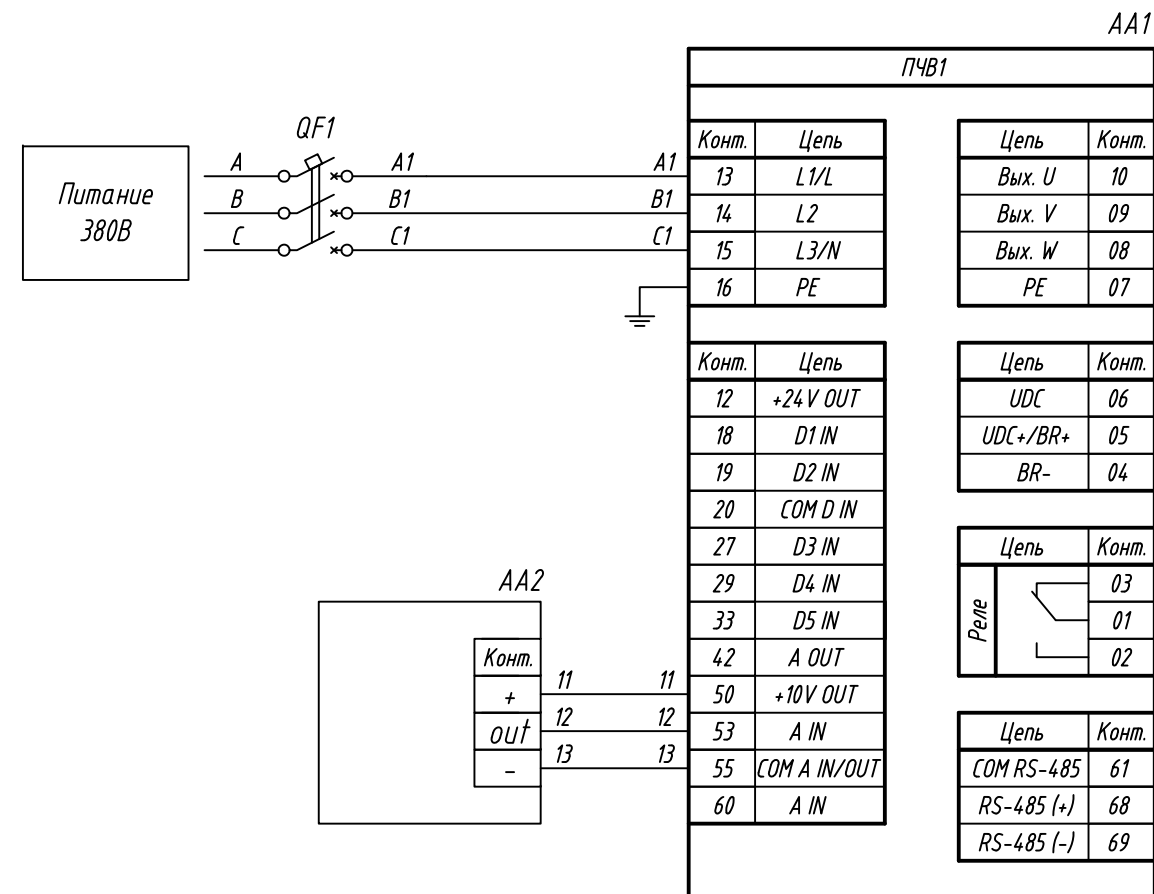 AA1
ПЧВ1
QF1
Питание
380В
A A1 A1
B B1 B1
C C1 C1
Конт. Цепь
13 L1/L
14 L2
15 L3/N
16 PE
Цепь Конт.
Вых. U 10
Вых. V 09
Вых. W 08
PE 07
Конт. Цепь
12 +24V OUT
18 D1 IN
19 D2 IN
20 COM D IN
27 D3 IN
29 D4 IN
33 D5 IN
42 A OUT
50 +10V OUT
53 A IN
55 COM A IN/OUT
60 A IN
Цепь Конт.
UDC 06
UDC+/BR+ 05
BR- 04
Цепь Конт.
Реле
03
01
02
Цепь Конт.
COM RS-485 61
RS-485 (+) 68
RS-485 (-) 69
AA2
Конт.
+ 11 11
out 12 12
- 13 13